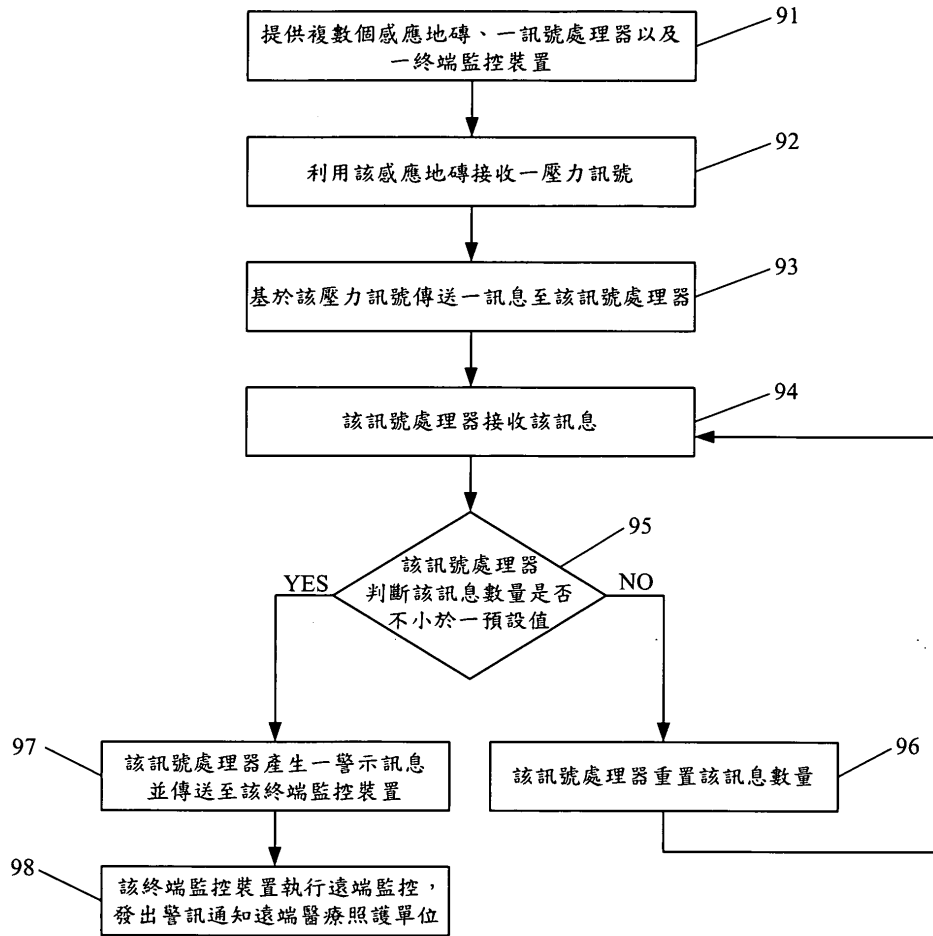 提供複數個感應地磚、一訊號處理器以及
一終端監控裝置
91
利用該感應地磚接收一壓力訊號
92
基於該壓力訊號傳送一訊息至該訊號處理器
93
該訊號處理器接收該訊息
94
該訊號處理器
判斷該訊息數量是否
不小於一預設值
95
YES
NO
97
該訊號處理器產生一警示訊息
並傳送至該終端監控裝置
該訊號處理器重置該訊息數量
96
98
該終端監控裝置執行遠端監控，
發出警訊通知遠端醫療照護單位